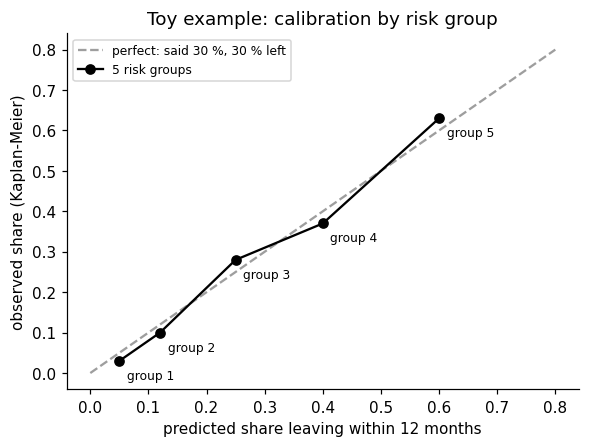 Toy example: calibration by risk group
perfect: said 30 %, 30 % left
5 risk groups
observed share (Kaplan-Meier)
0.8
0.7
0.6
0.5
0.4
0.3
0.2
0.1
0.0
group 5
group 4
group 3
group 2
group 1
0.0 0.1 0.2 0.3 0.4 0.5 0.6 0.7 0.8
predicted share leaving within 12 months